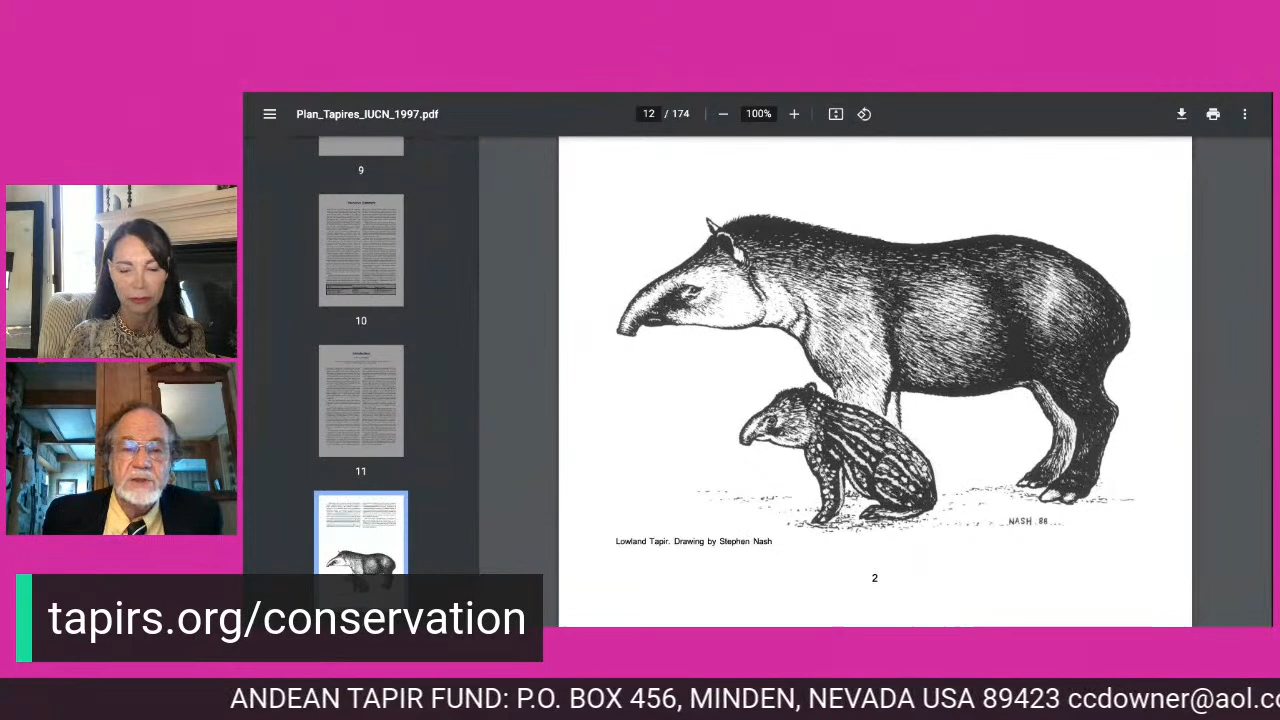 Plan_Tapires_IUCN_1997.pdf
12 / 174
100%
9
10
11
NASH 88
Lowland Tapir. Drawing by Stephen Nash
2
tapirs.org/conservation
ANDEAN TAPIR FUND: P.O. BOX 456, MINDEN, NEVADA USA 89423 ccdowner@aol.co